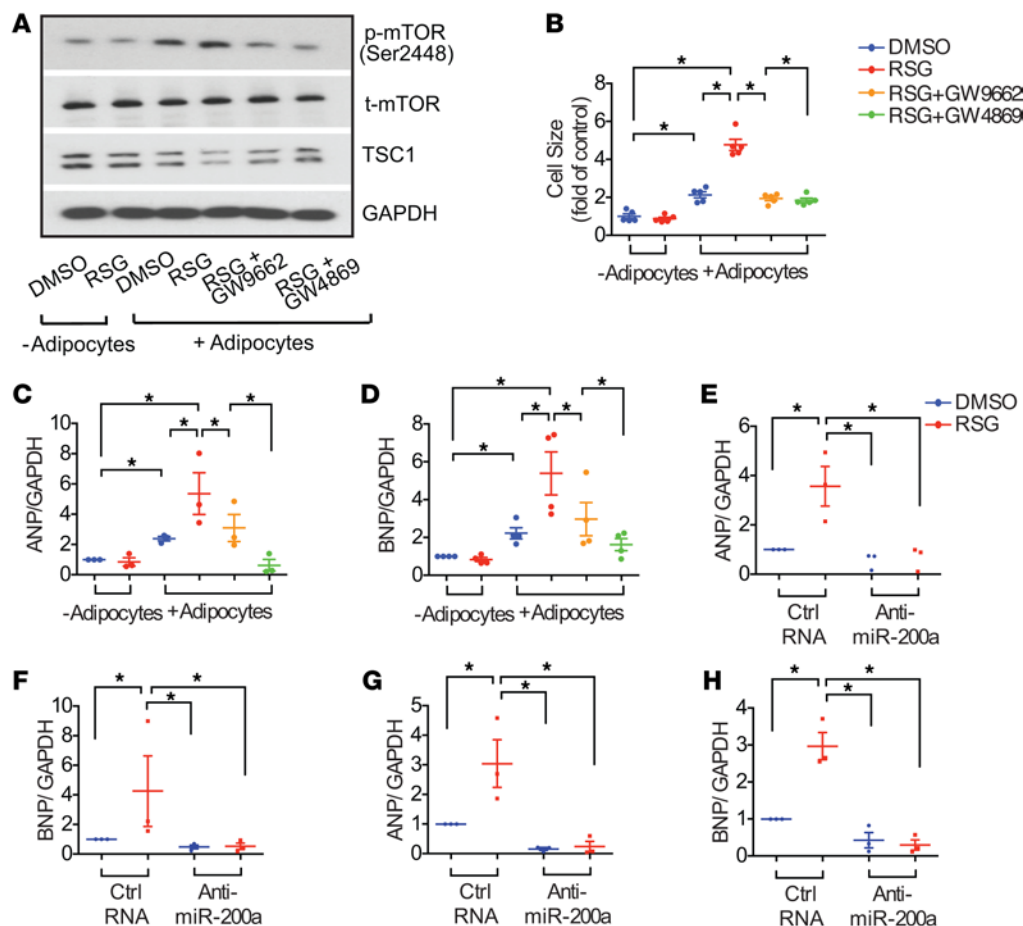 A
p-mTOR
(Ser2448)
t-mTOR
TSC1
GAPDH
DMSO
RSG
DMSO
RSG
RSG +
GW9662
RSG +
GW4869
-Adipocytes
+ Adipocytes
B
DMSO
RSG
RSG+GW9662
RSG+GW4869
Cell Size
(fold of control)
8
6
4
2
0
*
*
*
*
*
-Adipocytes
+Adipocytes
C
ANP/GAPDH
10
8
6
4
2
0
*
*
*
*
*
-Adipocytes
+Adipocytes
D
BNP/GAPDH
10
8
6
4
2
0
*
*
*
*
*
-Adipocytes
+Adipocytes
E
DMSO
RSG
ANP/ GAPDH
6
4
2
0
*
*
*
Ctrl
RNA
Anti-
miR-200a
F
BNP/ GAPDH
10
8
6
4
2
0
*
*
*
Ctrl
RNA
Anti-
miR-200a
G
ANP/ GAPDH
5
4
3
2
1
0
*
*
*
Ctrl
RNA
Anti-
miR-200a
H
BNP/ GAPDH
4
3
2
1
0
*
*
*
Ctrl
RNA
Anti-
miR-200a